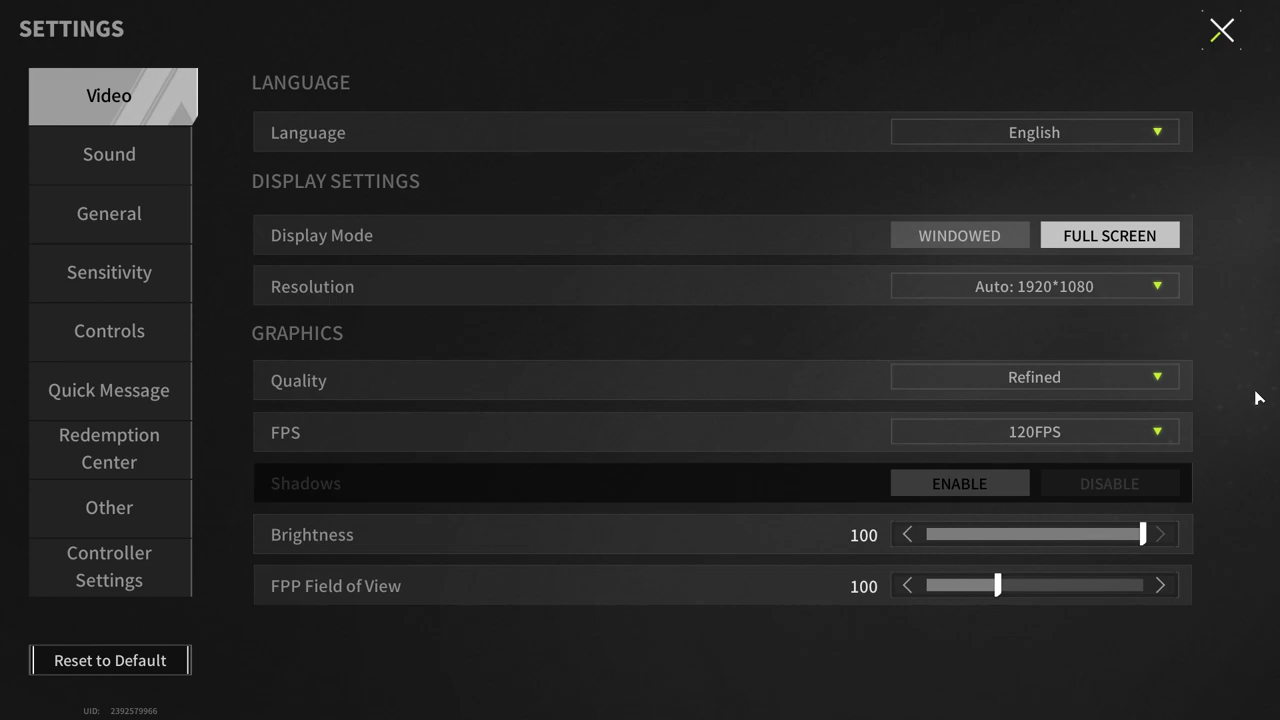 SETTINGS
Video
Sound
General
Sensitivity
Controls
Quick Message
Redemption
Center
Other
Controller
Settings
Reset to Default
UID: 2392579966
LANGUAGE
Language English
DISPLAY SETTINGS
Display Mode WINDOWED FULL SCREEN
Resolution Auto: 1920*1080
GRAPHICS
Quality Refined
FPS 120FPS
Shadows ENABLE DISABLE
Brightness 100
FPP Field of View 100